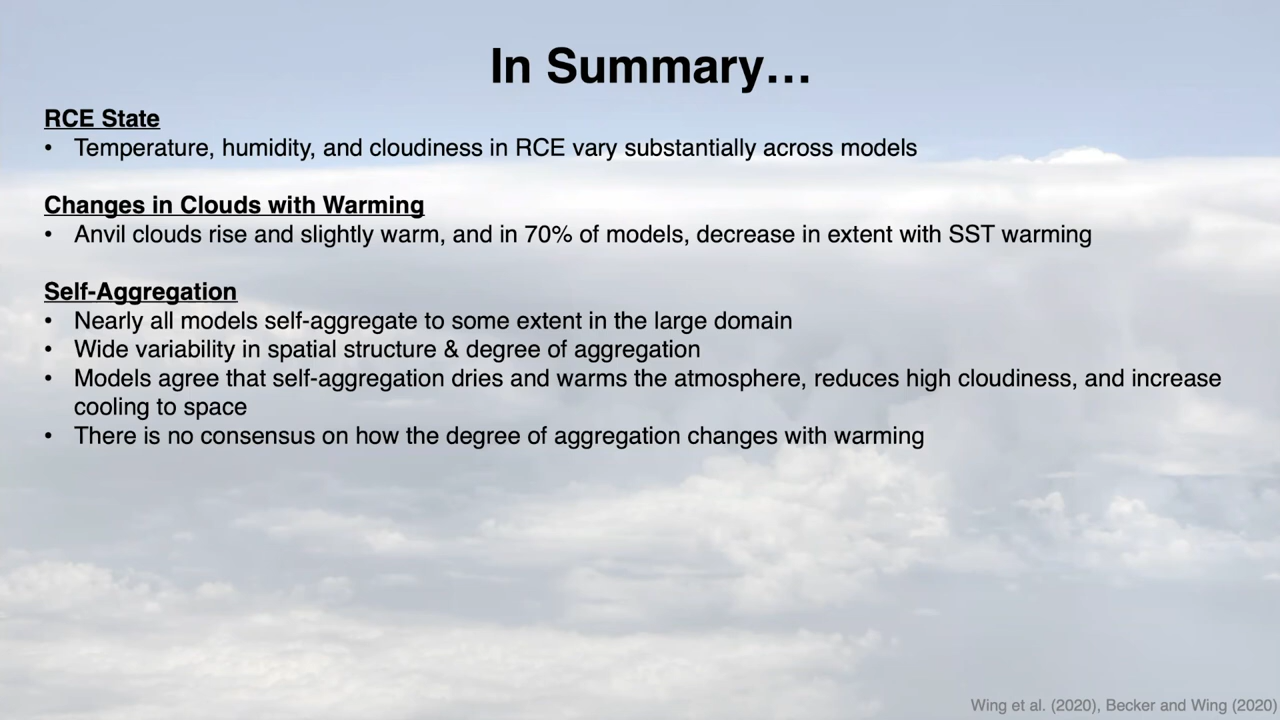 In Summary...
RCE State
• Temperature, humidity, and cloudiness in RCE vary substantially across models
Changes in Clouds with Warming
• Anvil clouds rise and slightly warm, and in 70% of models, decrease in extent with SST warming
Self-Aggregation
• Nearly all models self-aggregate to some extent in the large domain
• Wide variability in spatial structure & degree of aggregation
• Models agree that self-aggregation dries and warms the atmosphere, reduces high cloudiness, and increase
cooling to space
• There is no consensus on how the degree of aggregation changes with warming
Wing et al. (2020), Becker and Wing (2020)